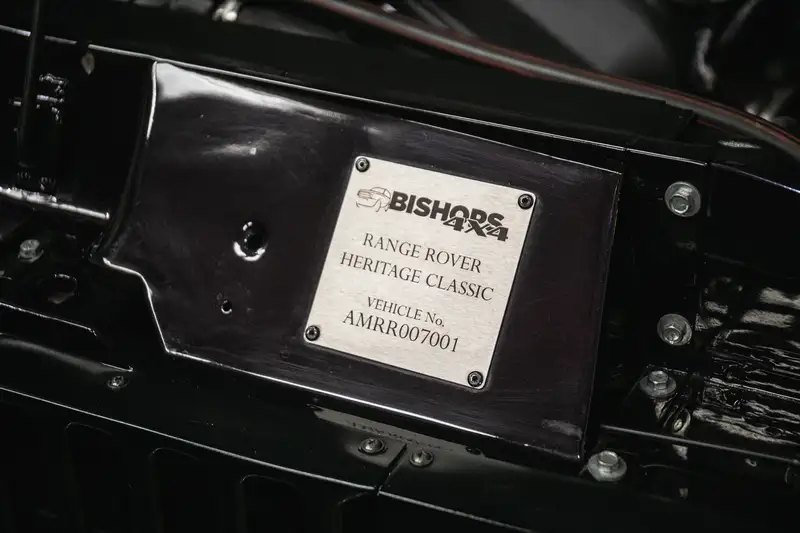 BISHOPS
4x4
RANGE ROVER
HERITAGE CLASSIC
VEHICLE No.
AMRR007001